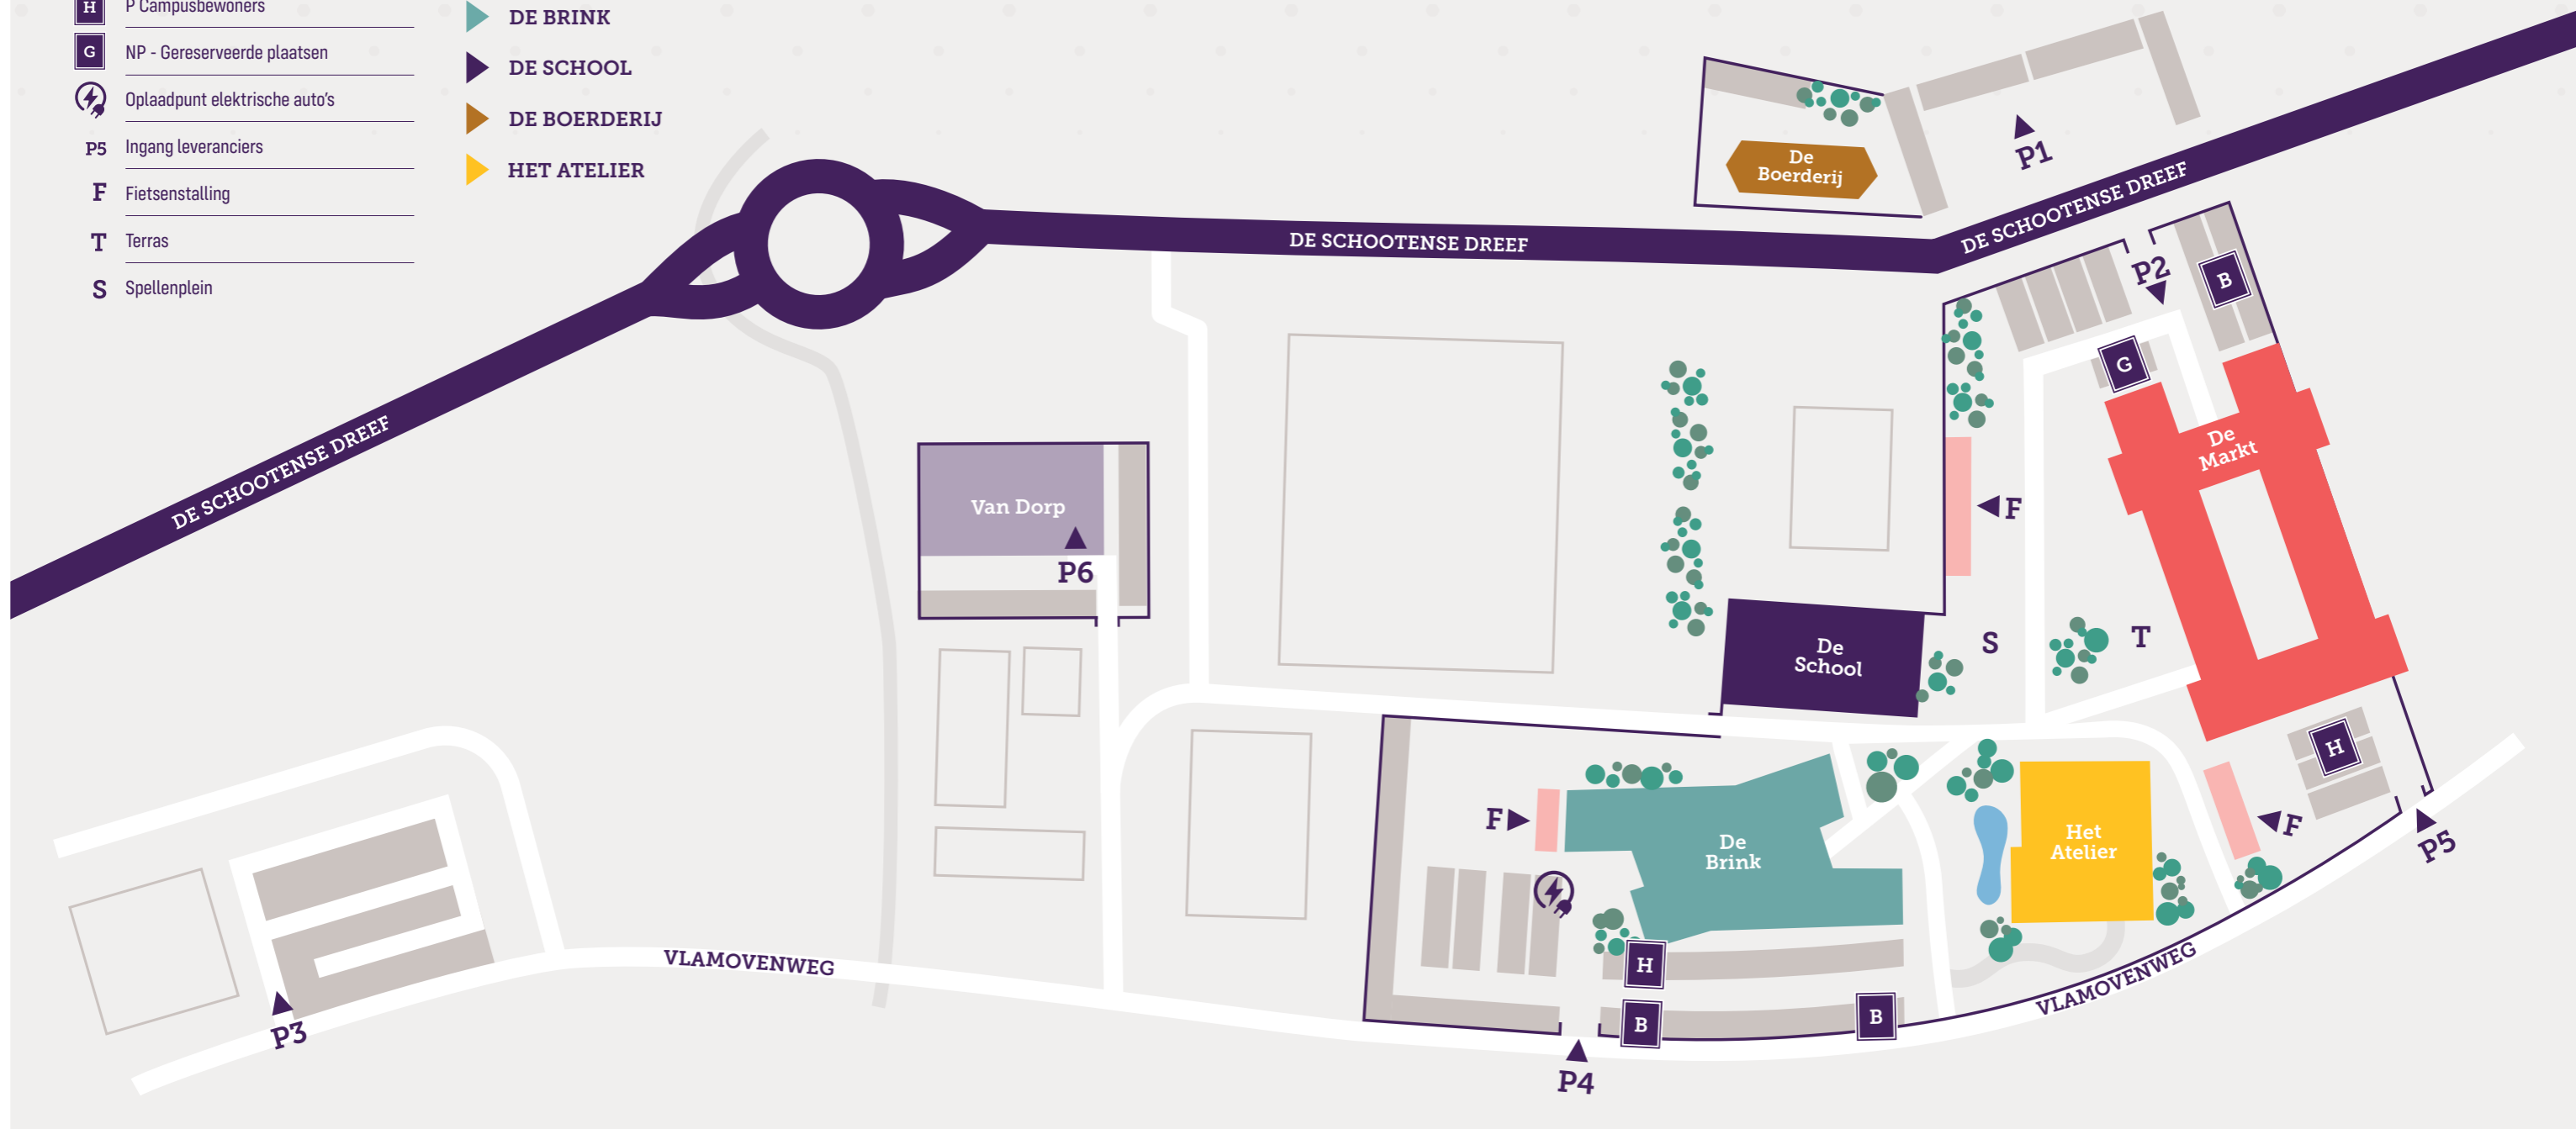 H P Campusbewoners
G NP - Gereserveerde plaatsen
Oplaadpunt elektrische auto's
P5 Ingang leveranciers
F Fietsenstalling
T Terras
S Spellenplein
DE BRINK
DE SCHOOL
DE BOERDERIJ
HET ATELIER
De
Boerderij
P1
DE SCHOOTENSE DREEF
DE SCHOOTENSE DREEF
DE SCHOOTENSE DREEF
P2
B
G
De
Markt
Van Dorp
P6
F
De
School
S
T
H
F
P5
F
De
Brink
Het
Atelier
H
B
B
P4
VLAMOVENWEG
VLAMOVENWEG
P3